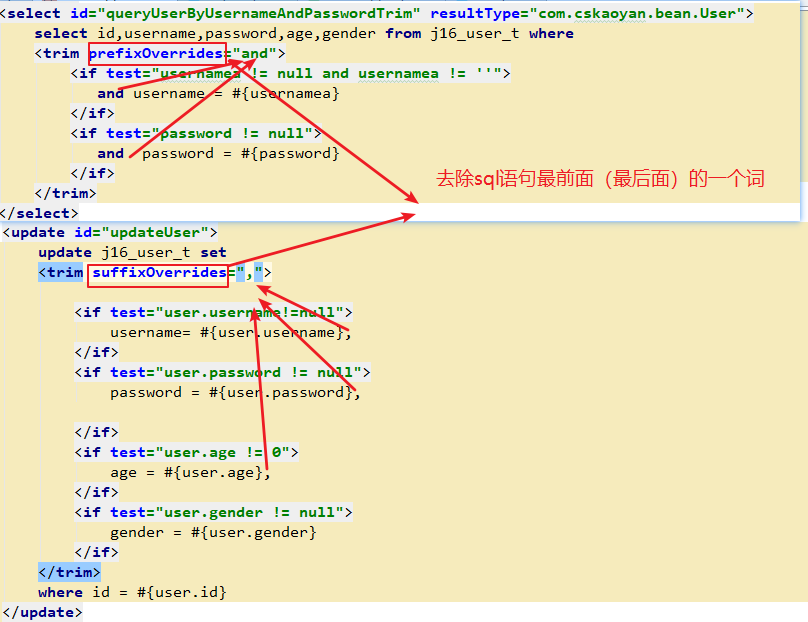 <select id="queryUserByUsernameAndPasswordTrim" resultType="com.cskaoyan.bean.User">
select id,username,password,age,gender from j16_user_t where
<trim prefixOverrides="and">
<if test="usernamea != null and usernamea != ''">
and username = #{usernamea}
</if>
<if test="password != null">
and password = #{password}
</if>
去除sql语句最前面（最后面）的一个词
</trim>
</select>
<update id="updateUser">
update j16_user_t set
<trim suffixOverrides=",">
<if test="user.username!=null">
username= #{user.username},
</if>
<if test="user.password != null">
password = #{user.password},
</if>
<if test="user.age != 0">
age = #{user.age},
</if>
<if test="user.gender != null">
gender = #{user.gender}
</if>
</trim>
where id = #{user.id}
</update>